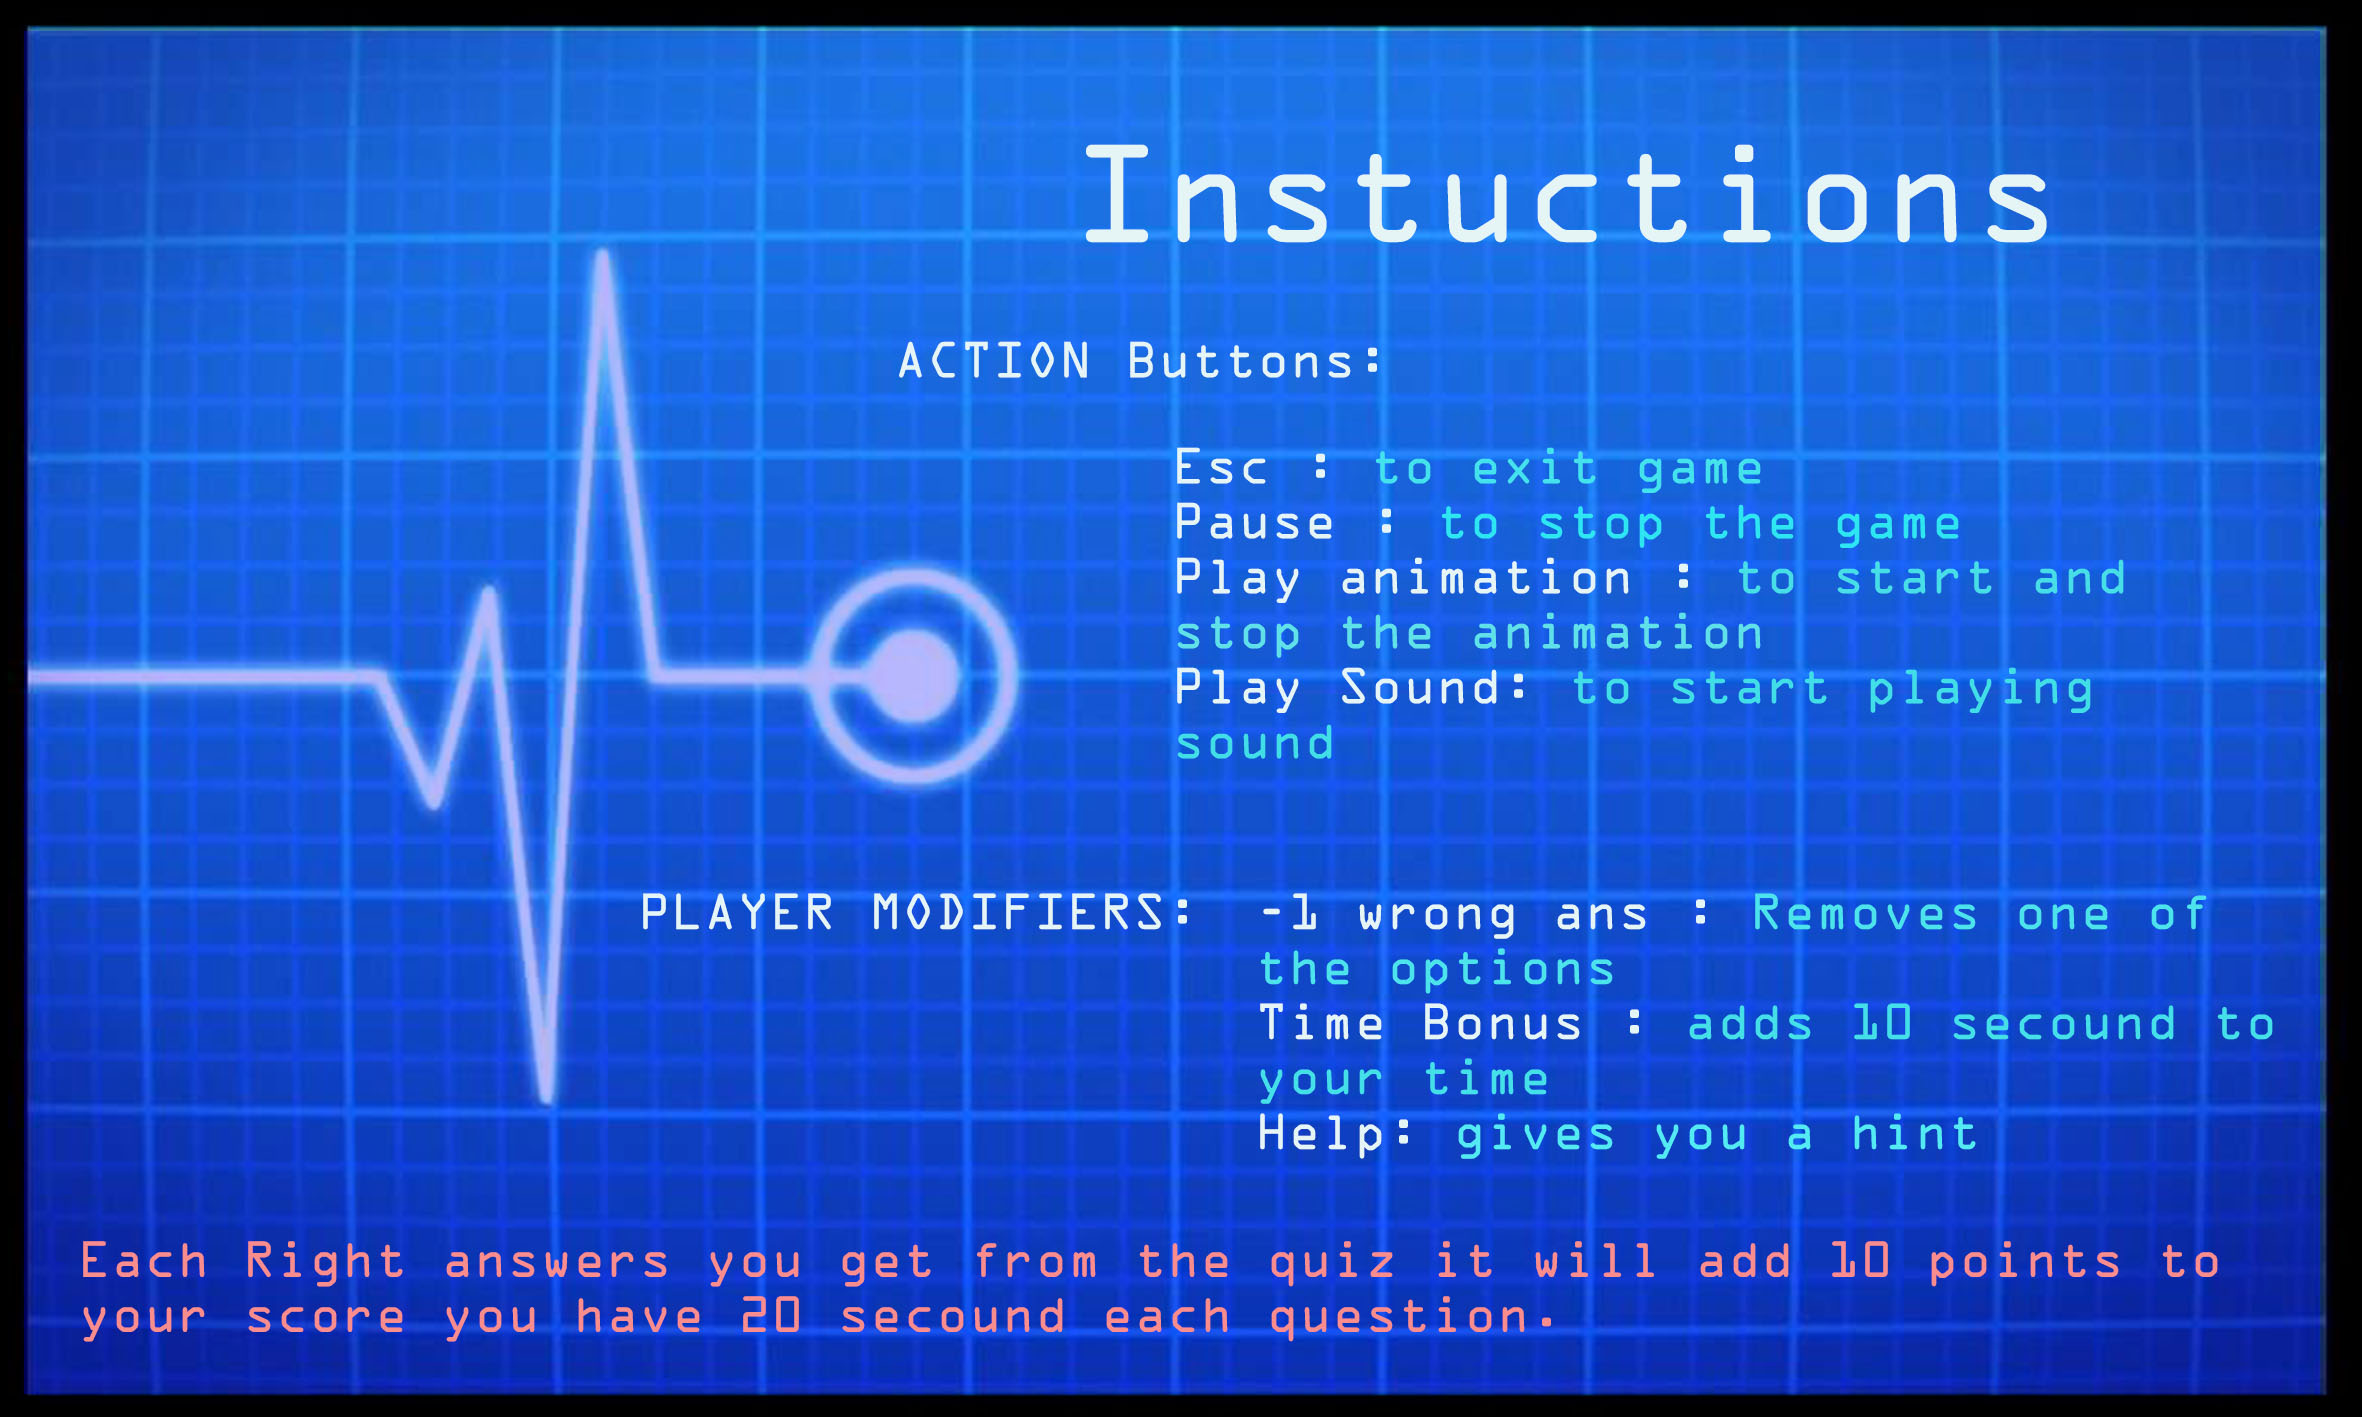 Instuctions
ACTION Buttons:
Esc : to exit game
Pause : to stop the game
Play animation : to start and
stop the animation
Play Sound: to start playing
sound
PLAYER MODIFIERS: -1 wrong ans : Removes one of
the options
Time Bonus : adds 10 secound to
your time
Help: gives you a hint
Each Right answers you get from the quiz it will add 10 points to
your score you have 20 secound each question.